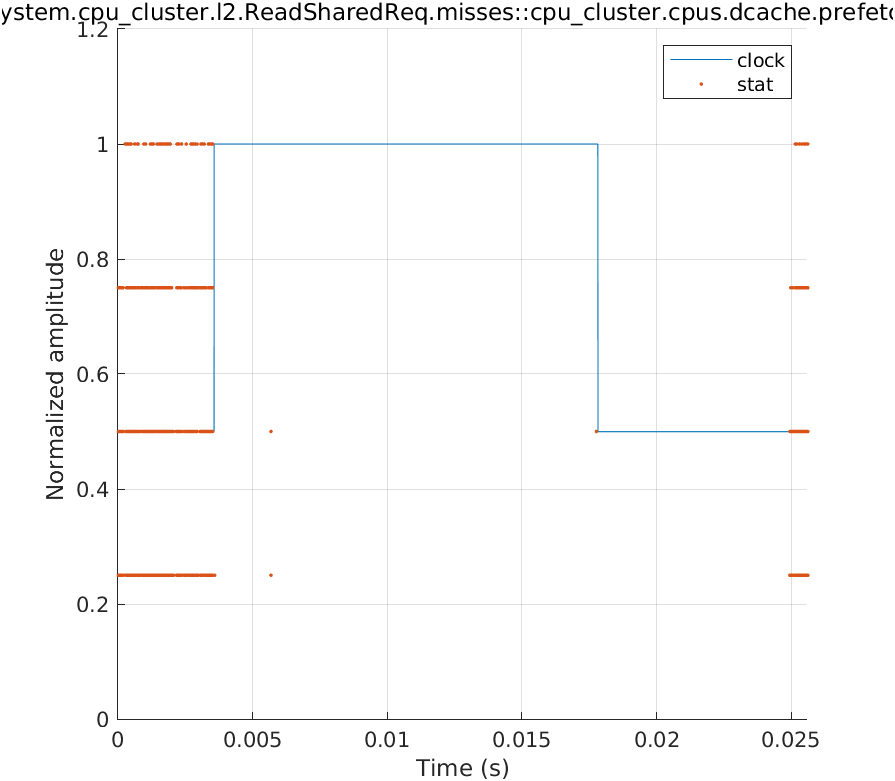 ystem.cpu_cluster.l2.ReadSharedReq.misses::cpu_cluster.cpus.dcache.prefetc
1.2
clock
stat
1
0.8
0.6
0.4
0.2
0
Normalized amplitude
0 0.005 0.01 0.015 0.02 0.025
Time (s)